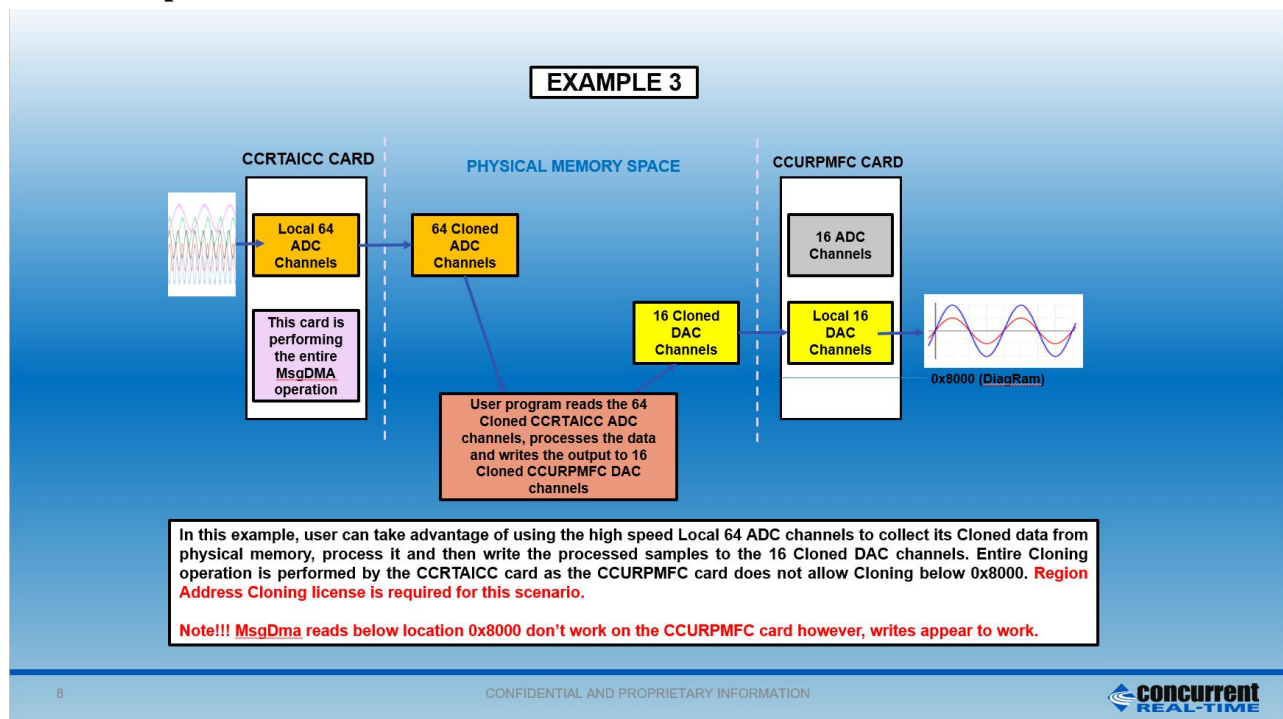 EXAMPLE 3
CCRTAICC CARD
PHYSICAL MEMORY SPACE
CCURPMFC CARD
Local 64
ADC
Channels
64 Cloned
ADC
Channels
16 ADC
Channels
This card is
performing
the entire
MsgDMA
operation
16 Cloned
DAC
Channels
Local 16
DAC
Channels
0x8000 (DiagRam)
User program reads the 64
Cloned CCRTAICC ADC
channels, processes the data
and writes the output to 16
Cloned CCURPMFC DAC
channels
In this example, user can take advantage of using the high speed Local 64 ADC channels to collect its Cloned data from
physical memory, process it and then write the processed samples to the 16 Cloned DAC channels. Entire Cloning
operation is performed by the CCRTAICC card as the CCURPMFC card does not allow Cloning below 0x8000. Region
Address Cloning license is required for this scenario.
Note!!! MsgDma reads below location 0x8000 don't work on the CCURPMFC card however, writes appear to work.
8
CONFIDENTIAL AND PROPRIETARY INFORMATION
concurrent
REAL-TIME